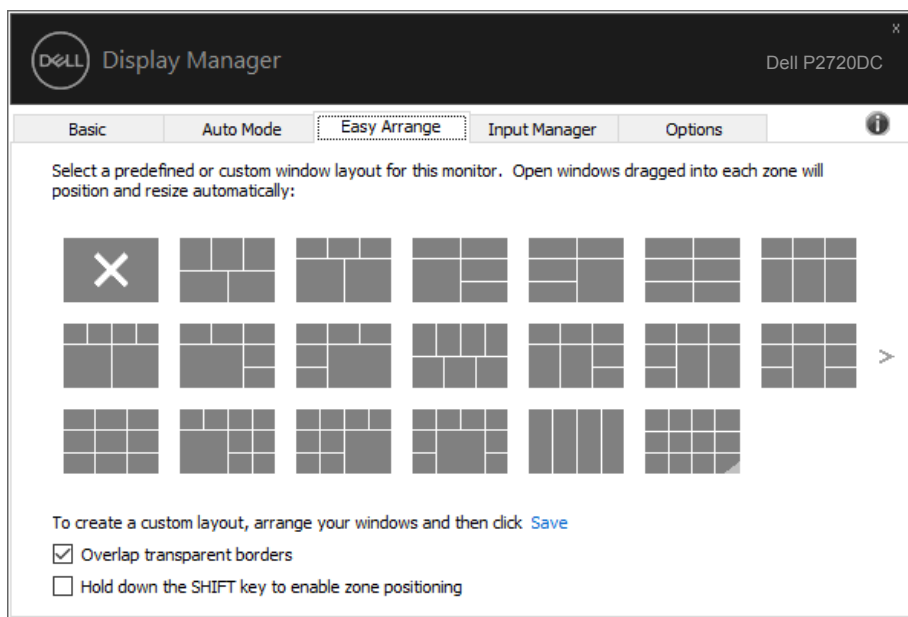 x
DELL Display Manager
Dell P2720DC
Basic Auto Mode Easy Arrange Input Manager Options
Select a predefined or custom window layout for this monitor. Open windows dragged into each zone will
position and resize automatically:
>
To create a custom layout, arrange your windows and then click Save
Overlap transparent borders
Hold down the SHIFT key to enable zone positioning